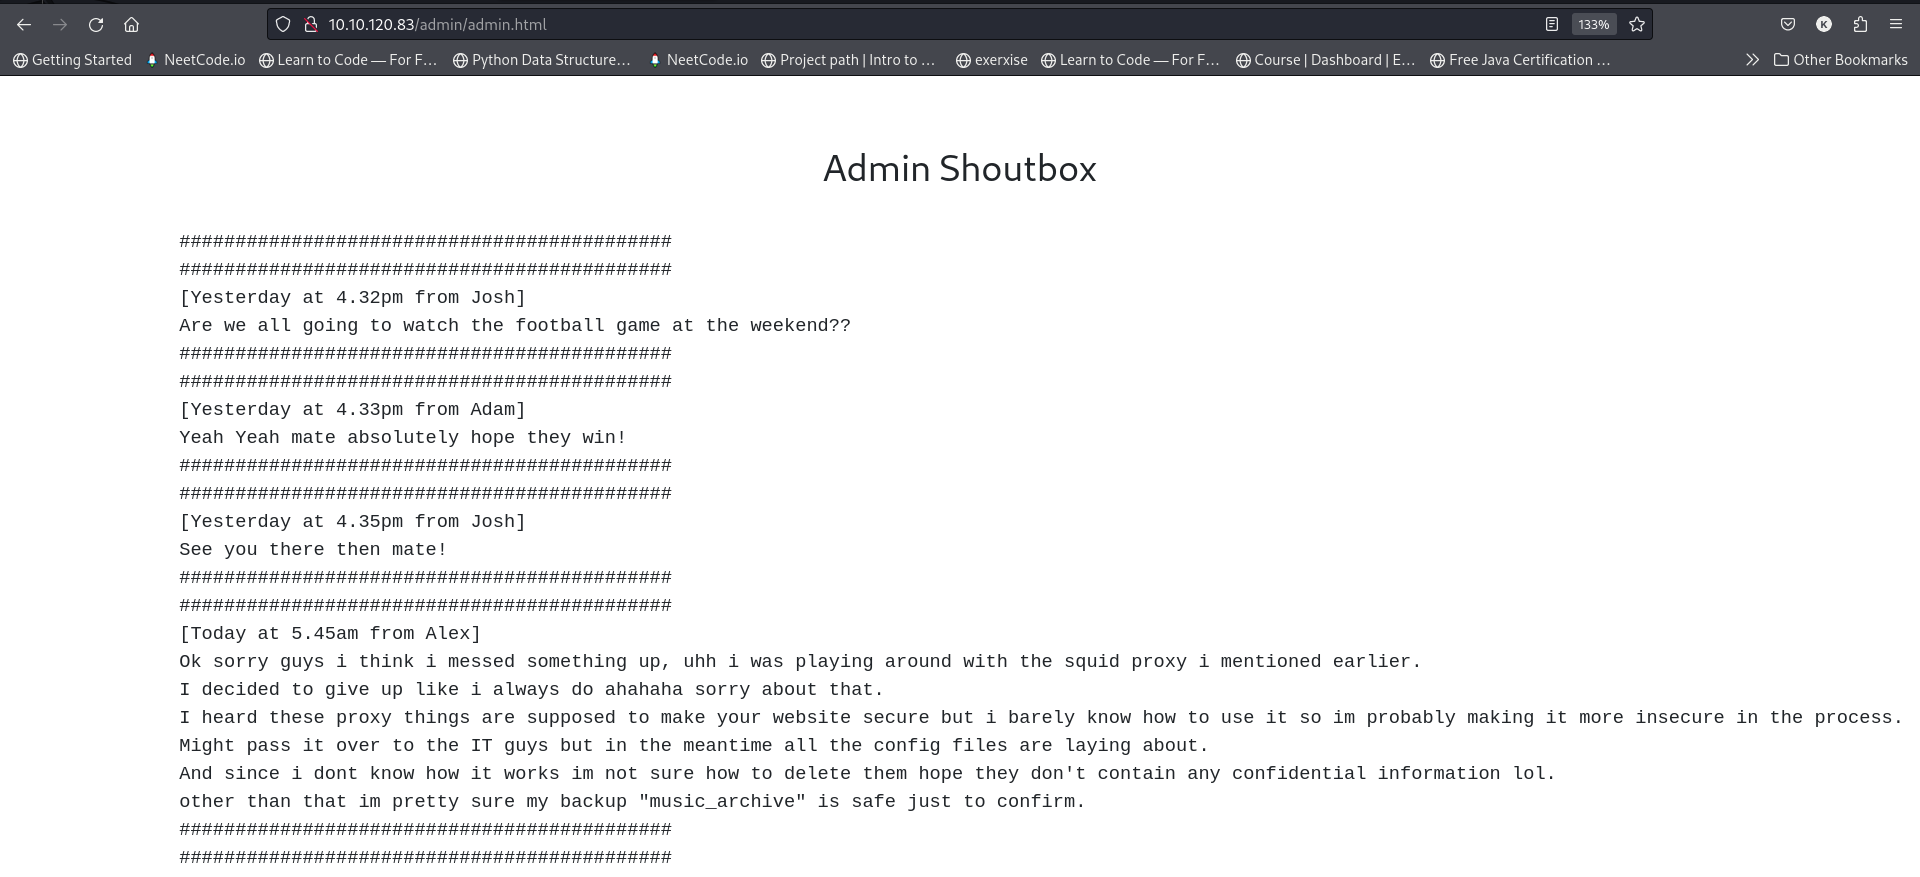 10.10.120.83/admin/admin.html
133%
Getting Started
NeetCode.io
Learn to Code — For F…
Python Data Structure…
NeetCode.io
Project path | Intro to …
exerxise
Learn to Code — For F…
Course | Dashboard | E…
Free Java Certification …
Other Bookmarks
Admin Shoutbox
############################################
############################################
[Yesterday at 4.32pm from Josh]
Are we all going to watch the football game at the weekend??
############################################
############################################
[Yesterday at 4.33pm from Adam]
Yeah Yeah mate absolutely hope they win!
############################################
############################################
[Yesterday at 4.35pm from Josh]
See you there then mate!
############################################
############################################
[Today at 5.45am from Alex]
Ok sorry guys i think i messed something up, uhh i was playing around with the squid proxy i mentioned earlier.
I decided to give up like i always do ahahaha sorry about that.
I heard these proxy things are supposed to make your website secure but i barely know how to use it so im probably making it more insecure in the process.
Might pass it over to the IT guys but in the meantime all the config files are laying about.
And since i dont know how it works im not sure how to delete them hope they don't contain any confidential information lol.
other than that im pretty sure my backup "music_archive" is safe just to confirm.
############################################
############################################